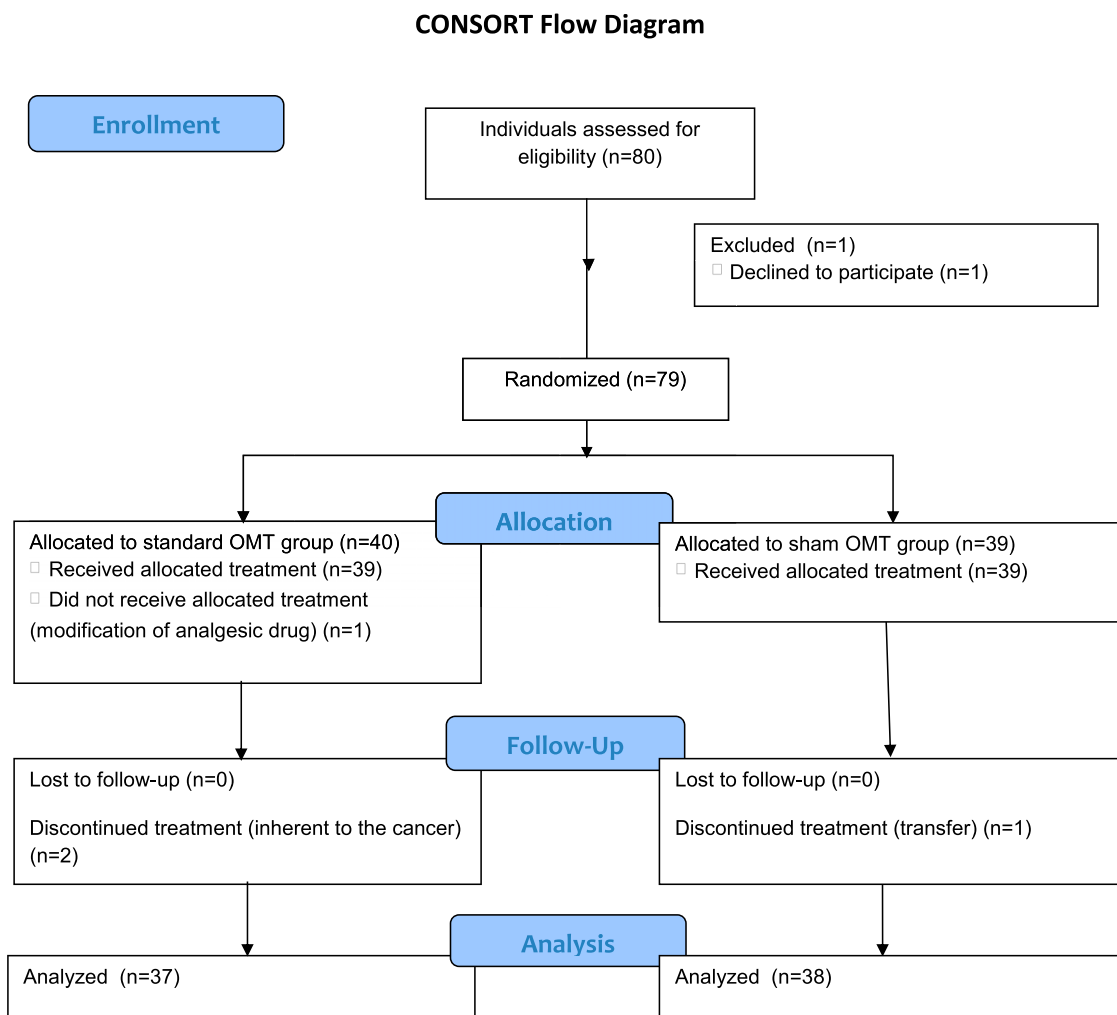 CONSORT Flow Diagram
Enrollment
Individuals assessed for
eligibility (n=80)
Excluded (n=1)
Declined to participate (n=1)
Randomized (n=79)
Allocation
Allocated to standard OMT group (n=40)
Received allocated treatment (n=39)
Did not receive allocated treatment
(modification of analgesic drug) (n=1)
Allocated to sham OMT group (n=39)
Received allocated treatment (n=39)
Follow-Up
Lost to follow-up (n=0)
Discontinued treatment (inherent to the cancer)
(n=2)
Lost to follow-up (n=0)
Discontinued treatment (transfer) (n=1)
Analysis
Analyzed (n=37)
Analyzed (n=38)